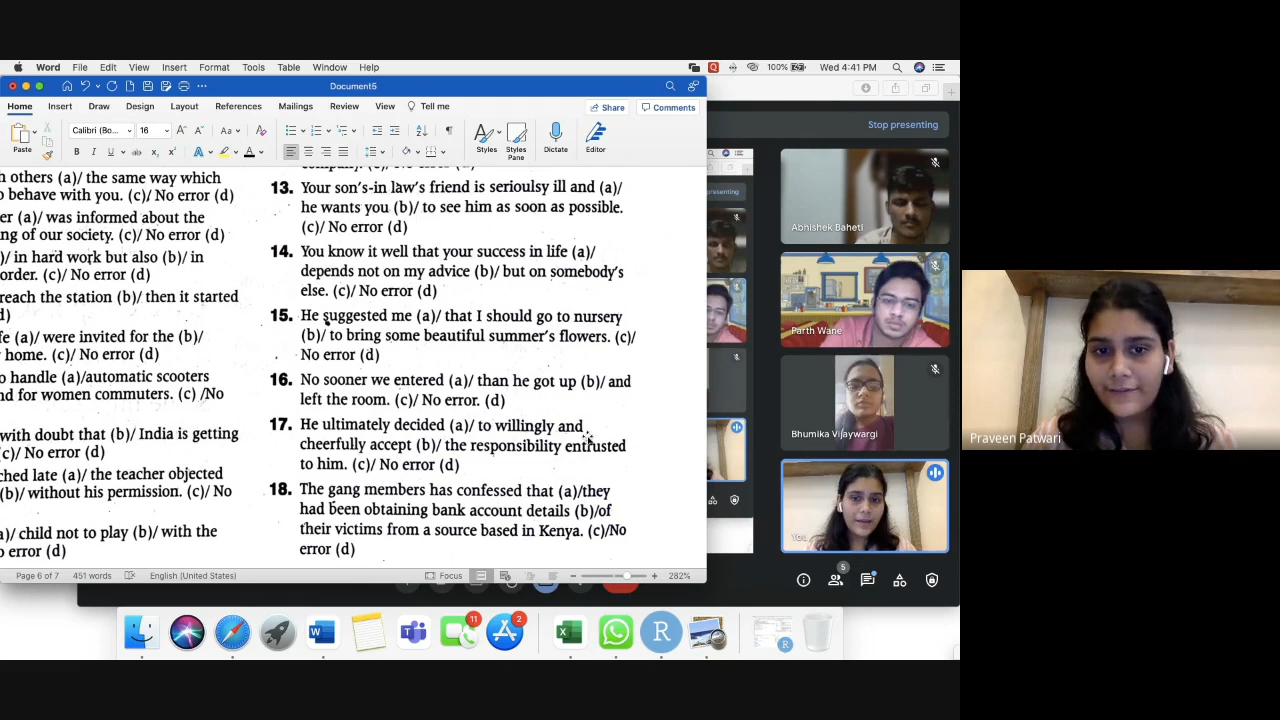 Word File Edit View Insert Format Tools Table Window Help
100% Wed 4:41 PM
Document5
Home Insert Draw Design Layout References Mailings Review View Tell me
Share Comments
Paste
Calibri (Bo... 16
Styles Styles Pane Dictate Editor
h others (a)/ the same way which
o behave with you. (c)/ No error (d)
er (a)/ was informed about the
ng of our society. (c)/ No error (d)
)/ in hard work but also (b)/ in
order. (c)/ No error (d)
reach the station (b)/ then it started
d)
fe (a)/ were invited for the (b)/
y home. (c)/ No error (d)
o handle (a)/automatic scooters
nd for women commuters. (c) /No
with doubt that (b)/ India is getting
(c)/ No error (d)
ched late (a)/ the teacher objected
(b)/ without his permission. (c)/ No
a)/ child not to play (b)/ with the
o error (d)
13. Your son's-in law's friend is serioulsy ill and (a)/
he wants you (b)/ to see him as soon as possible.
(c)/ No error (d)
14. You know it well that your success in life (a)/
depends not on my advice (b)/ but on somebody's
else. (c)/ No error (d)
15. He suggested me (a)/ that I should go to nursery
(b)/ to bring some beautiful summer's flowers. (c)/
No error (d)
16. No sooner we entered (a)/ than he got up (b)/ and
left the room. (c)/ No error. (d)
17. He ultimately decided (a)/ to willingly and
cheerfully accept (b)/ the responsibility entrusted
to him. (c)/ No error (d)
18. The gang members has confessed that (a)/they
had been obtaining bank account details (b)/of
their victims from a source based in Kenya. (c)/No
error (d)
Page 6 of 7 451 words English (United States) Focus 282%
Stop presenting
presenting
Abhishek Baheti
Parth Wane
Bhumika Vijaywargi
You
5
11
2
Praveen Patwari